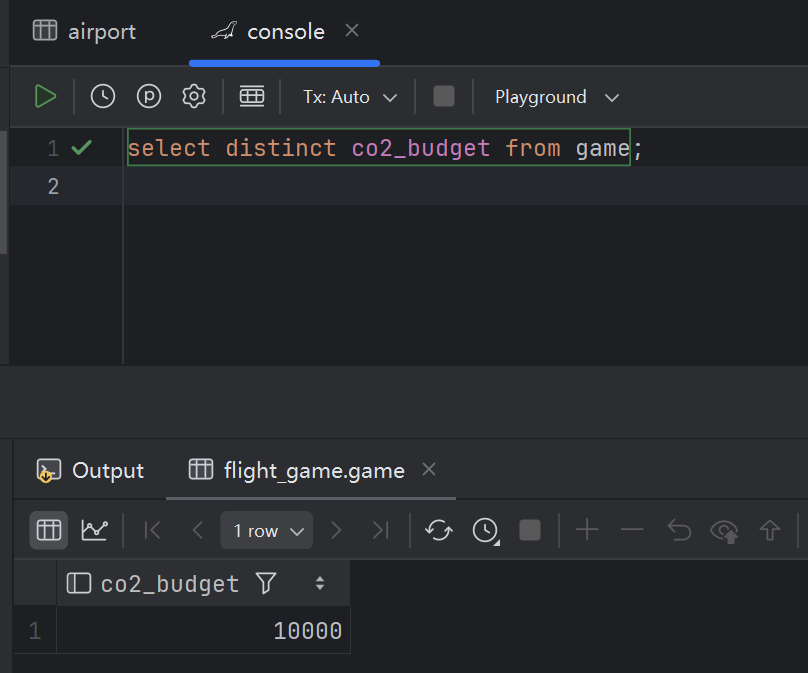 airport console
Tx: Auto Playground
1 select distinct co2_budget from game;
2
Output flight_game.game
1 row
co2_budget
1 10000